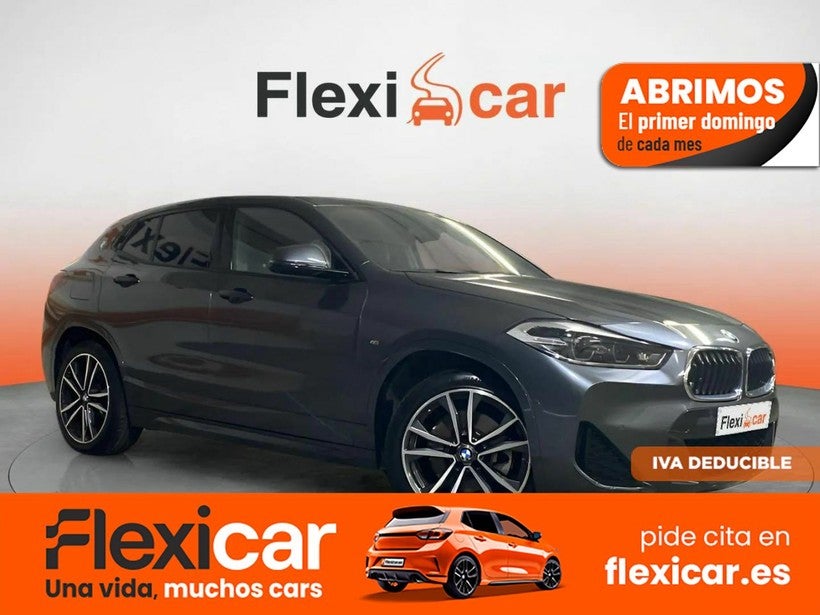 Flexicar
ABRIMOS
El primer domingo
de cada mes
Flexicar
IVA DEDUCIBLE
Flexicar
Una vida, muchos cars
pide cita en
flexicar.es